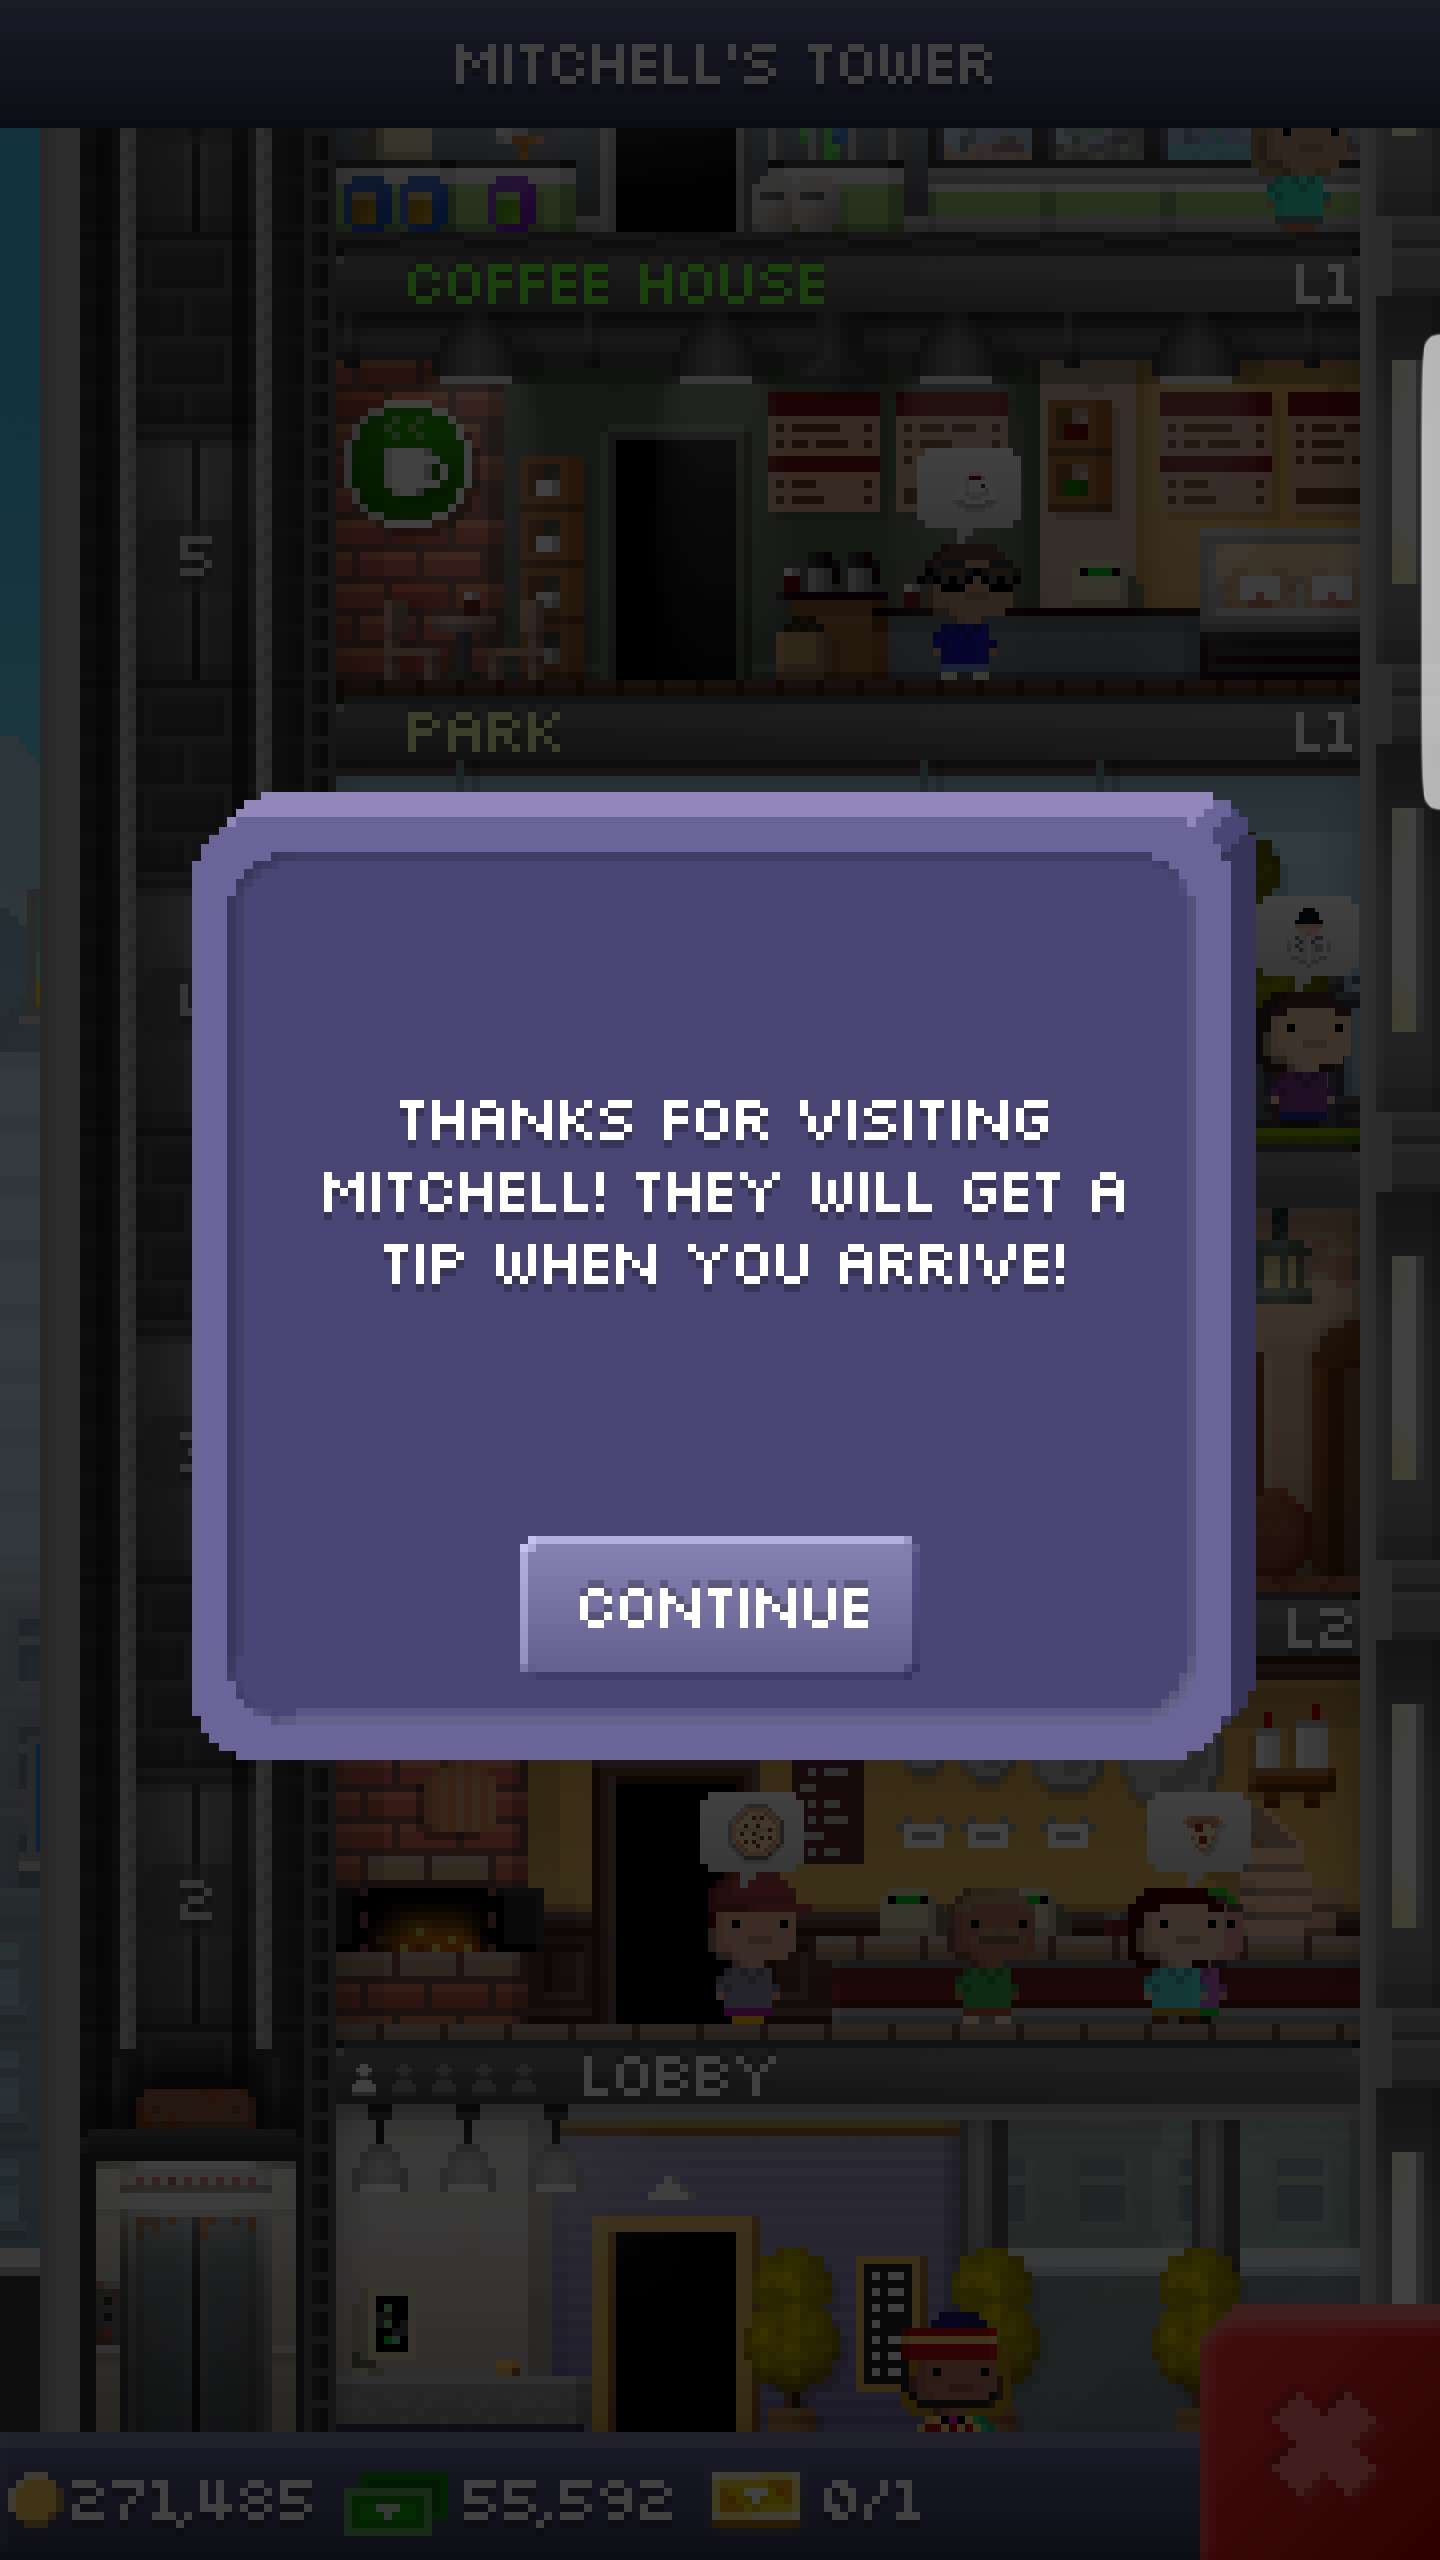 MITCHELL'S TOWER
COFFEE HOUSE L1
5
PARK L1
THANKS FOR VISITING
MITCHELL! THEY WILL GET A
TIP WHEN YOU ARRIVE!
CONTINUE
L2
2
LOBBY
271,485 55,592 0/1